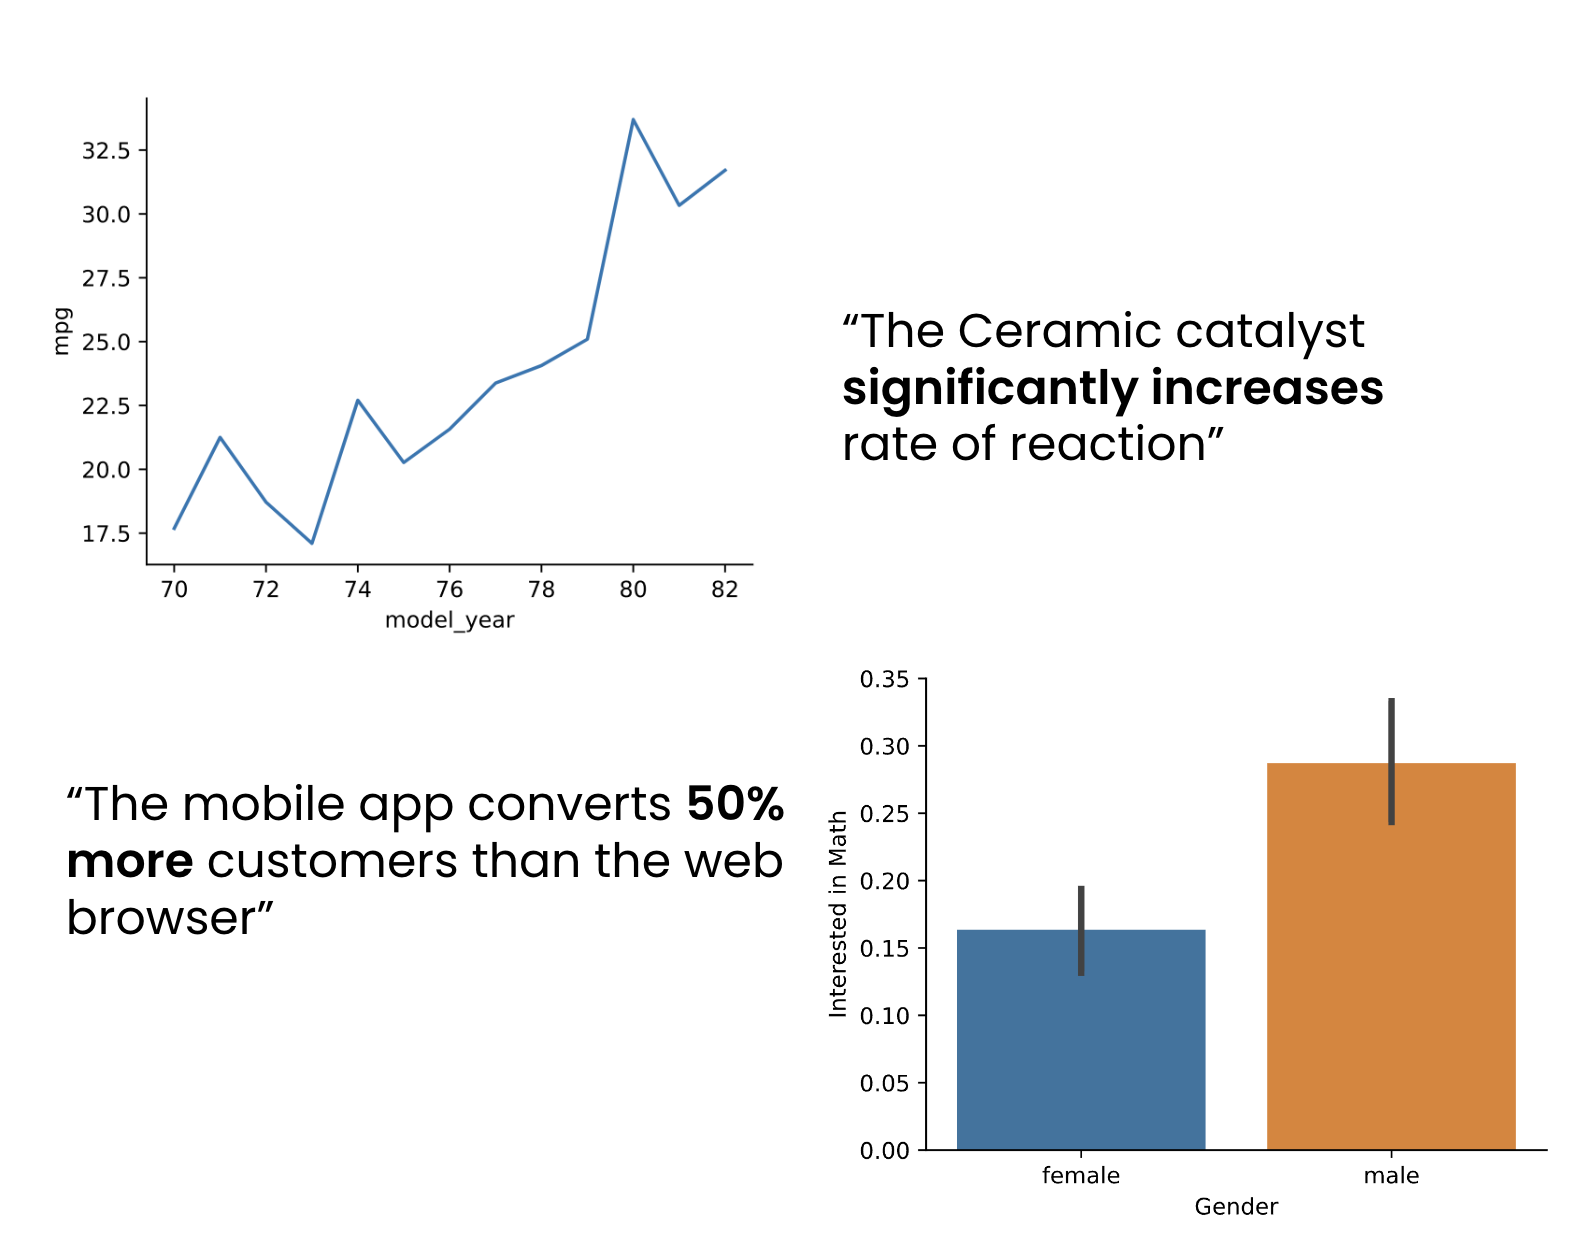 32.5
30.0
27.5
25.0
22.5
20.0
17.5
mpg
70 72 74 76 78 80 82
model_year
“The Ceramic catalyst
significantly increases
rate of reaction”
“The mobile app converts 50%
more customers than the web
browser”
0.35
0.30
0.25
0.20
0.15
0.10
0.05
0.00
Interested in Math
female male
Gender